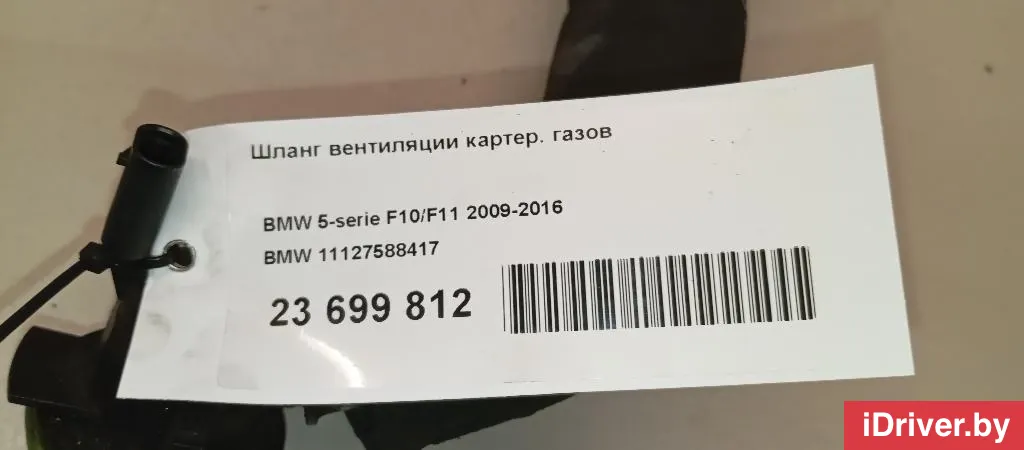 Шланг вентиляции картер. газов
BMW 5-serie F10/F11 2009-2016
BMW 11127588417
23 699 812
iDriver.by